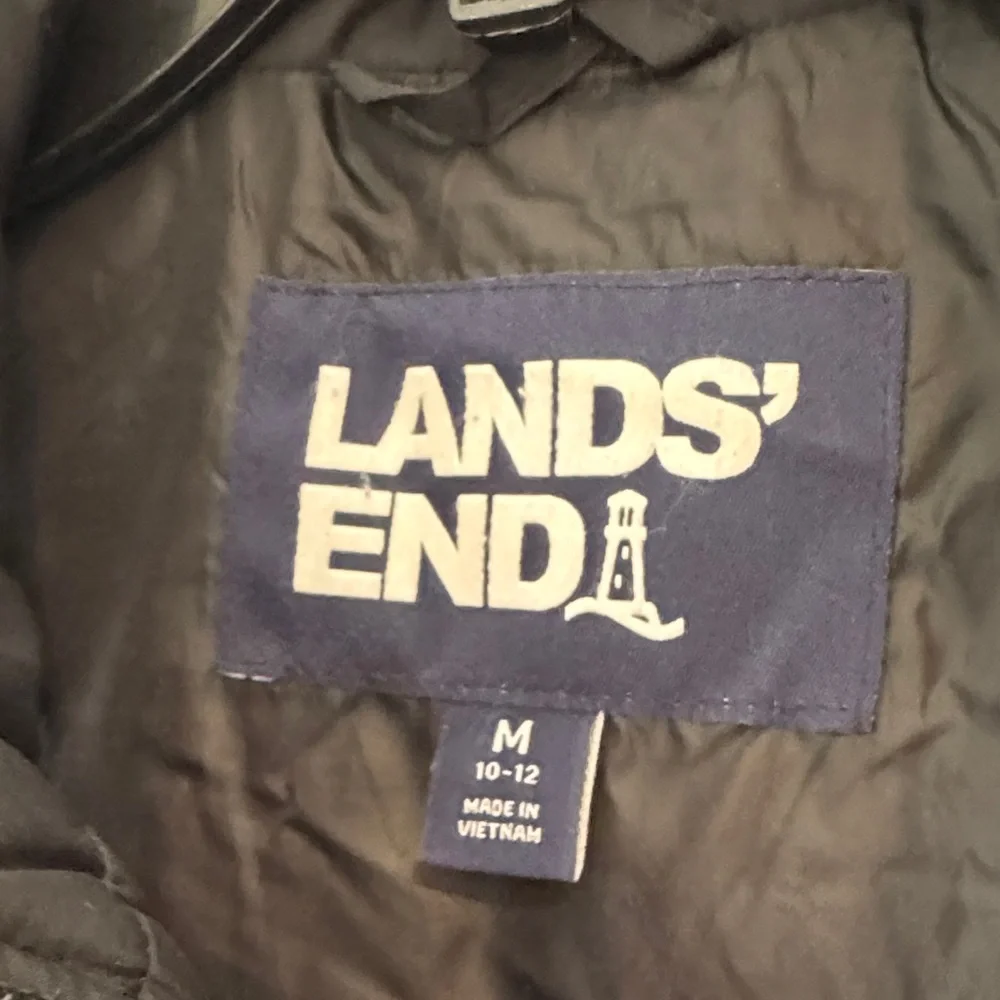 LANDS'
END
M
10-12
MADE IN
VIETNAM